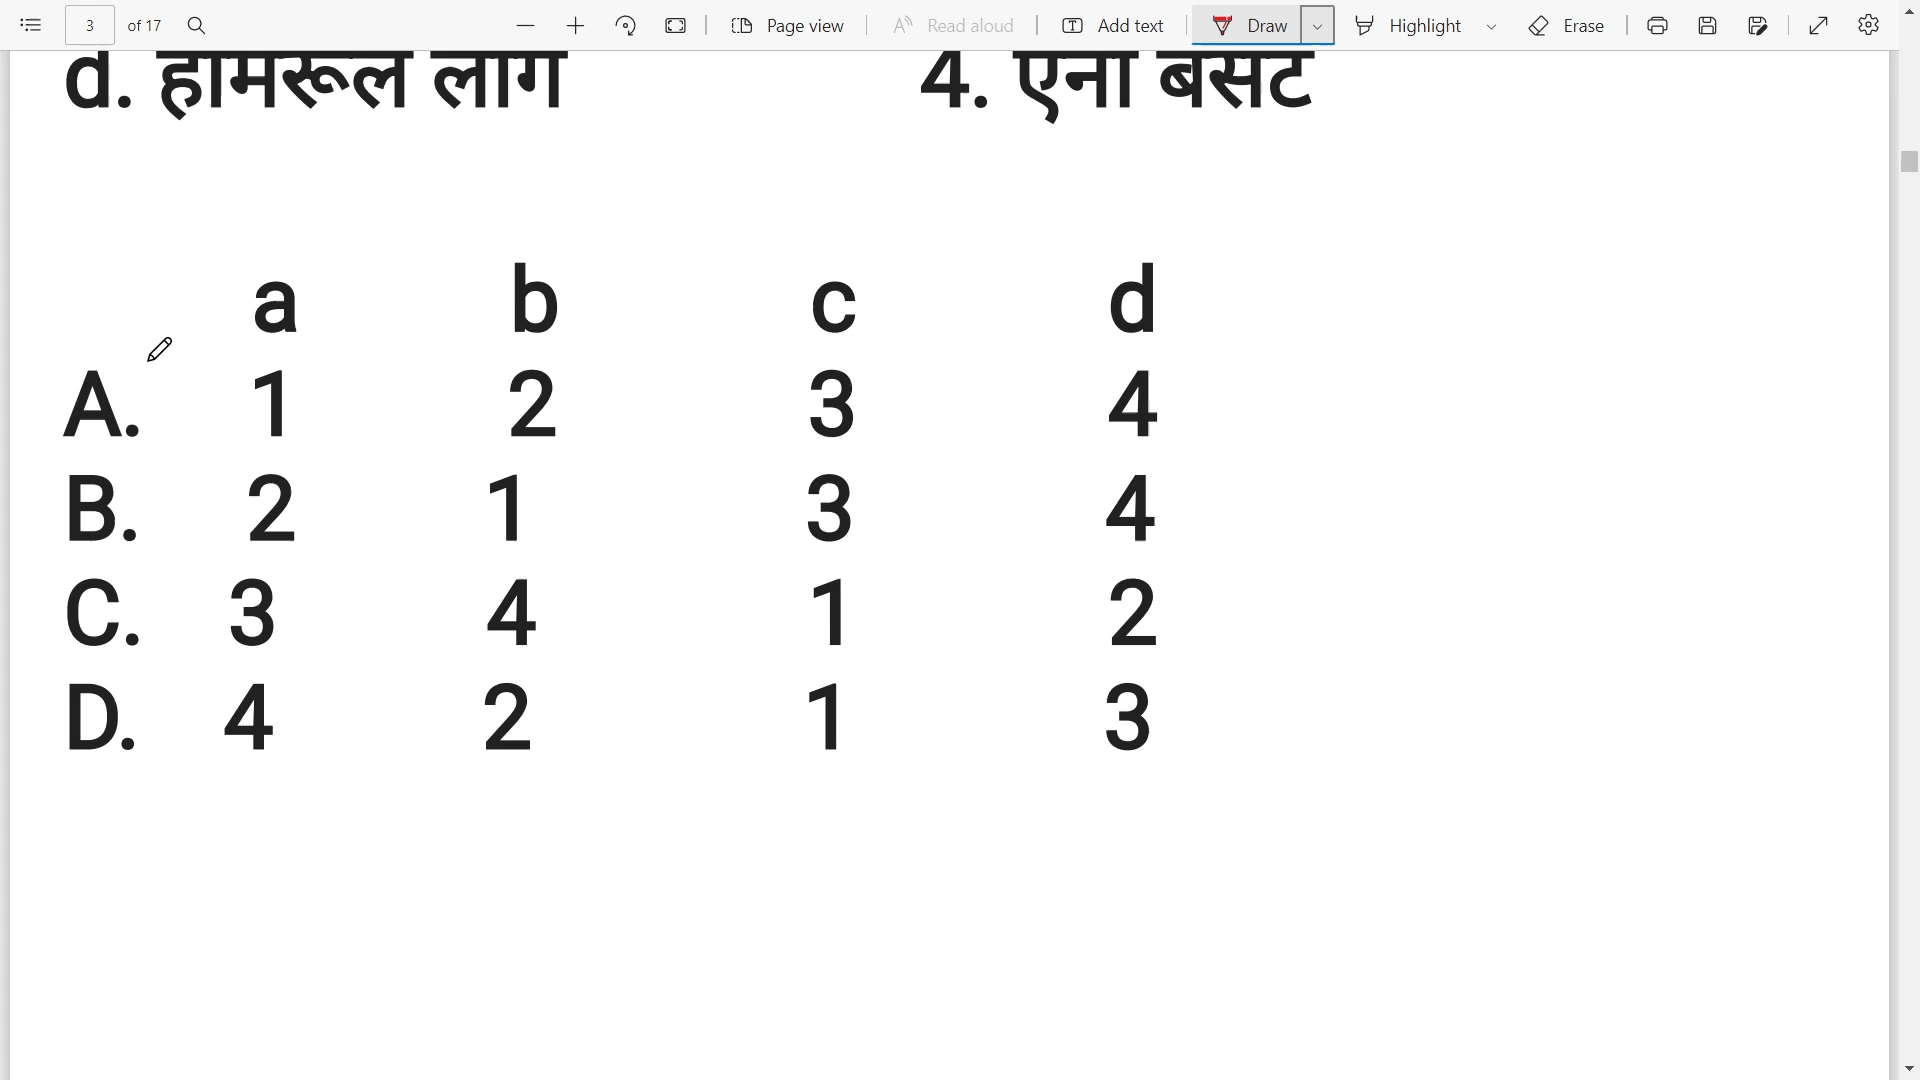 3 of 17 Page view Read aloud Add text Draw Highlight Erase
d. होमरूल लीग 4. एनी बेसेंट
a b c d
A. 1 2 3 4
B. 2 1 3 4
C. 3 4 1 2
D. 4 2 1 3